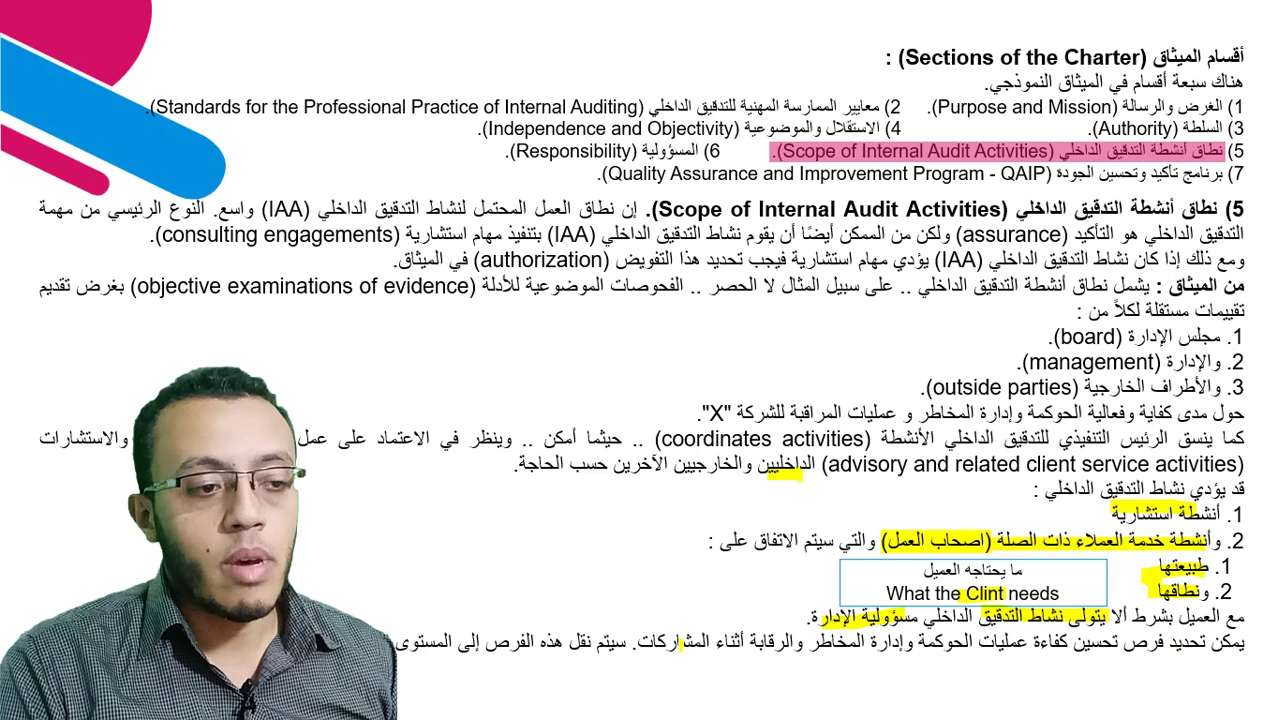 أقسام الميثاق (Sections of the Charter) :
هناك سبعة أقسام في الميثاق النموذجي.
1) الغرض والرسالة (Purpose and Mission). 2) معايير الممارسة المهنية للتدقيق الداخلي (Standards for the Professional Practice of Internal Auditing).
3) السلطة (Authority). 4) الاستقلال والموضوعية (Independence and Objectivity).
5) نطاق أنشطة التدقيق الداخلي (Scope of Internal Audit Activities). 6) المسؤولية (Responsibility).
7) برنامج تأكيد وتحسين الجودة (Quality Assurance and Improvement Program - QAIP).
5) نطاق أنشطة التدقيق الداخلي (Scope of Internal Audit Activities). إن نطاق العمل المحتمل لنشاط التدقيق الداخلي (IAA) واسع. النوع الرئيسي من مهمة
التدقيق الداخلي هو التأكيد (assurance) ولكن من الممكن أيضًا أن يقوم نشاط التدقيق الداخلي (IAA) بتنفيذ مهام استشارية (consulting engagements).
ومع ذلك إذا كان نشاط التدقيق الداخلي (IAA) يؤدي مهام استشارية فيجب تحديد هذا التفويض (authorization) في الميثاق.
من الميثاق : يشمل نطاق أنشطة التدقيق الداخلي .. على سبيل المثال لا الحصر .. الفحوصات الموضوعية للأدلة (objective examinations of evidence) بغرض تقديم
تقييمات مستقلة لكلاً من :
1. مجلس الإدارة (board).
2. والإدارة (management).
3. والأطراف الخارجية (outside parties).
حول مدى كفاية وفعالية الحوكمة وإدارة المخاطر و عمليات المراقبة للشركة "X".
كما ينسق الرئيس التنفيذي للتدقيق الداخلي الأنشطة (coordinates activities) .. حيثما أمكن .. وينظر في الاعتماد على عمل والاستشارات
(advisory and related client service activities) الداخليين والخارجيين الآخرين حسب الحاجة.
قد يؤدي نشاط التدقيق الداخلي :
1. أنشطة استشارية
2. وأنشطة خدمة العملاء ذات الصلة (اصحاب العمل) والتي سيتم الاتفاق على :
1. طبيعتها
2. ونطاقها
ما يحتاجه العميل
What the Clint needs
مع العميل بشرط ألا يتولى نشاط التدقيق الداخلي مسؤولية الإدارة.
يمكن تحديد فرص تحسين كفاءة عمليات الحوكمة وإدارة المخاطر والرقابة أثناء المشاركات. سيتم نقل هذه الفرص إلى المستوى